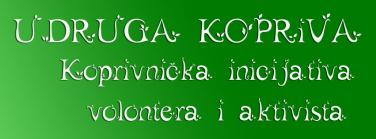 UDRUGA KOPRiVA
Koprivnička inicijativa
volontera i aktivista